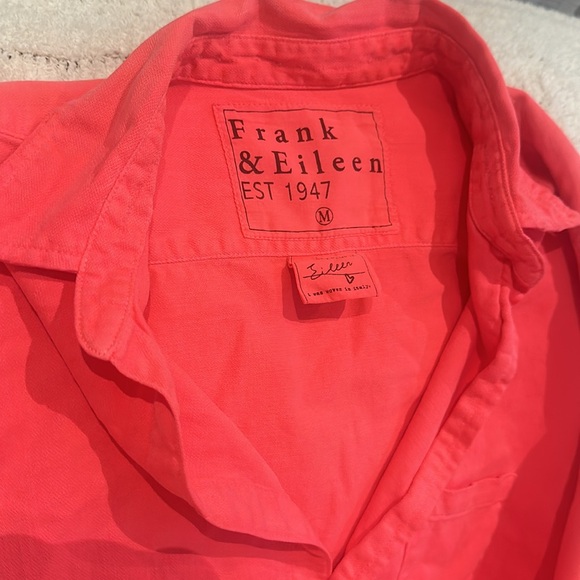 Frank
& Eileen
EST 1947
M
Eileen